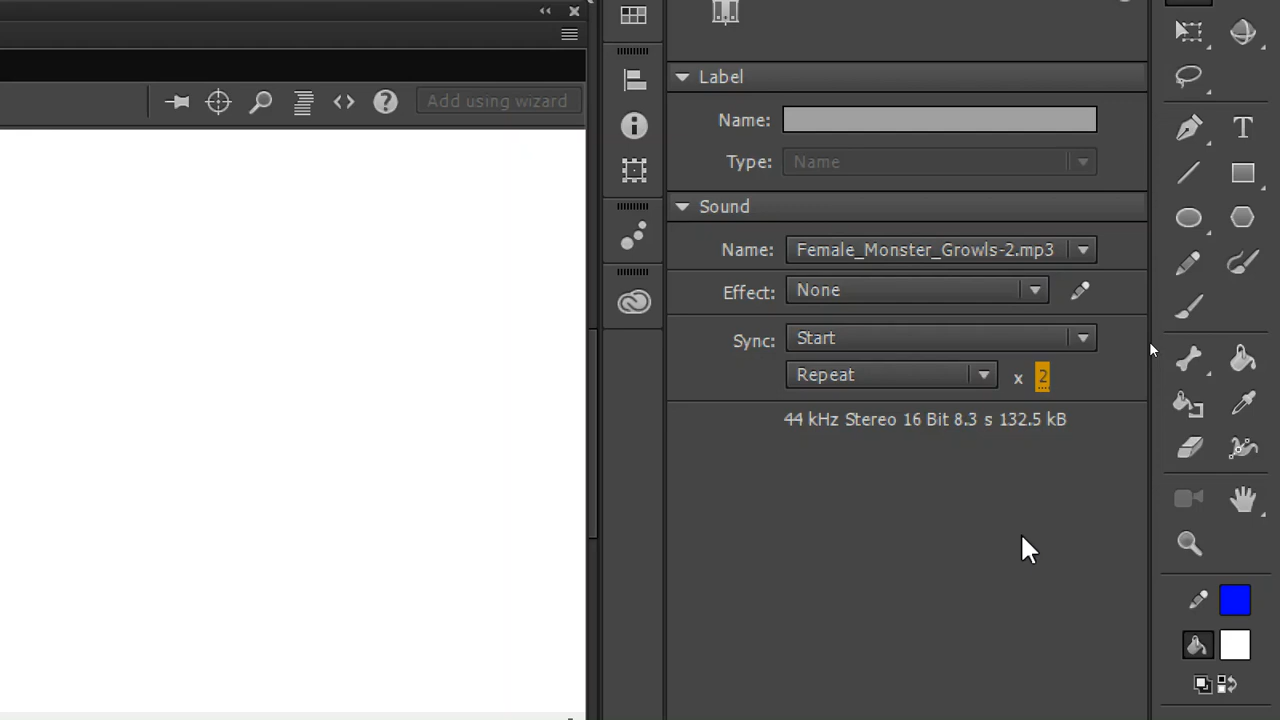 Add using wizard
Label
Name:
Type: Name
Sound
Name: Female_Monster_Growls-2.mp3
Effect: None
Sync: Start
Repeat x 2
44 kHz Stereo 16 Bit 8.3 s 132.5 kB